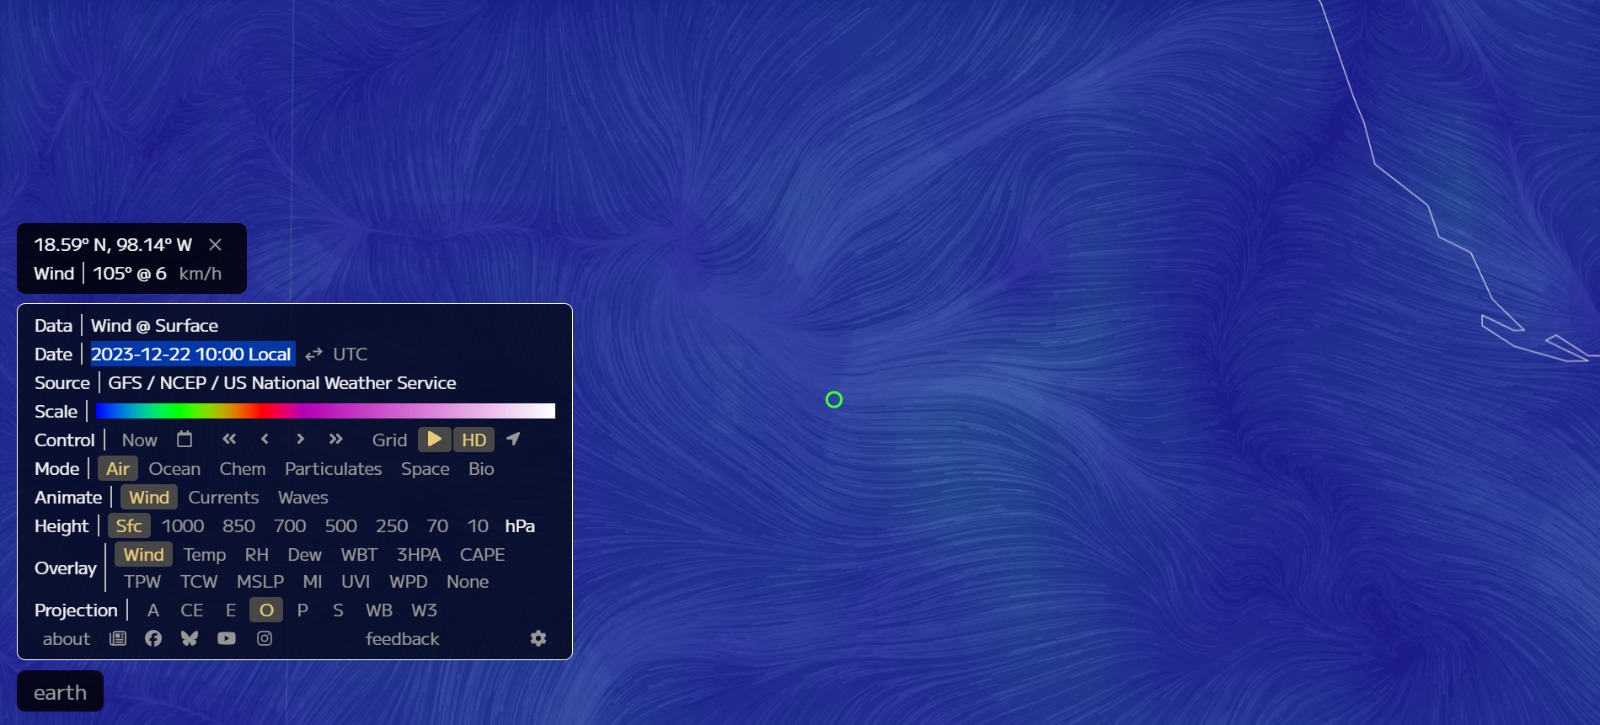 18.59° N, 98.14° W ×
Wind | 105° @ 6 km/h
Data | Wind @ Surface
Date | 2023-12-22 10:00 Local ⇄ UTC
Source | GFS / NCEP / US National Weather Service
Scale |
Control | Now « ‹ › » Grid HD
Mode | Air Ocean Chem Particulates Space Bio
Animate | Wind Currents Waves
Height | Sfc 1000 850 700 500 250 70 10 hPa
Overlay | Wind Temp RH Dew WBT 3HPA CAPE
TPW TCW MSLP MI UVI WPD None
Projection | A CE E O P S WB W3
about feedback
earth